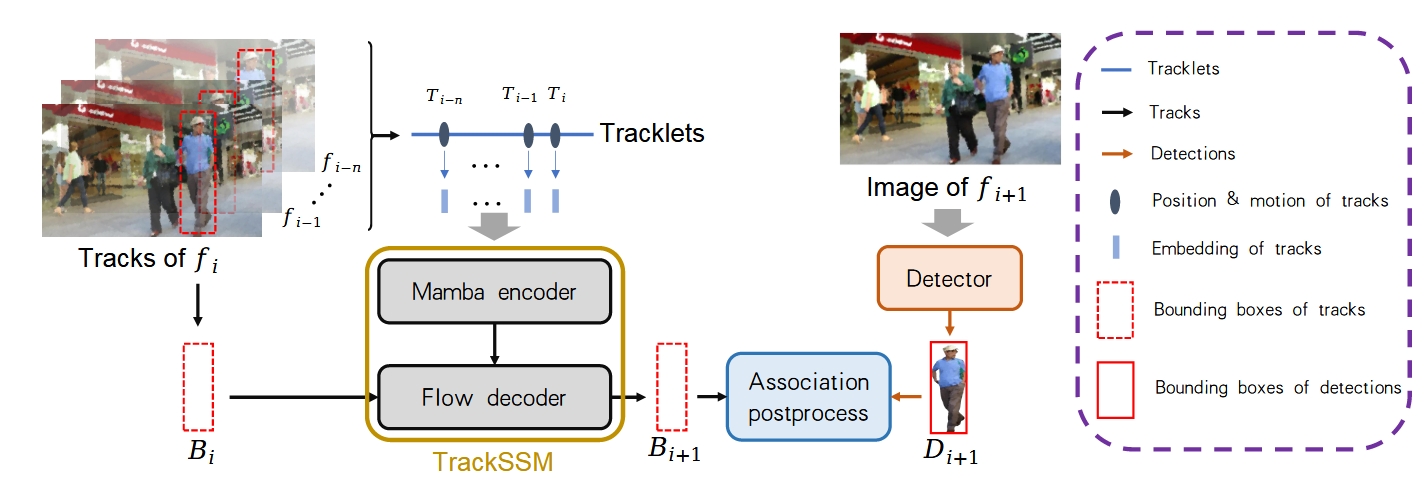 T_{i-n} T_{i-1} T_i
Tracklets
...
...
f_{i-n}
...
f_{i-1}
Tracks of f_i
Mamba encoder
Flow decoder
TrackSSM
B_i
B_{i+1}
Image of f_{i+1}
Detector
Association
postprocess
D_{i+1}
Tracklets
Tracks
Detections
Position & motion of tracks
Embedding of tracks
Bounding boxes of tracks
Bounding boxes of detections